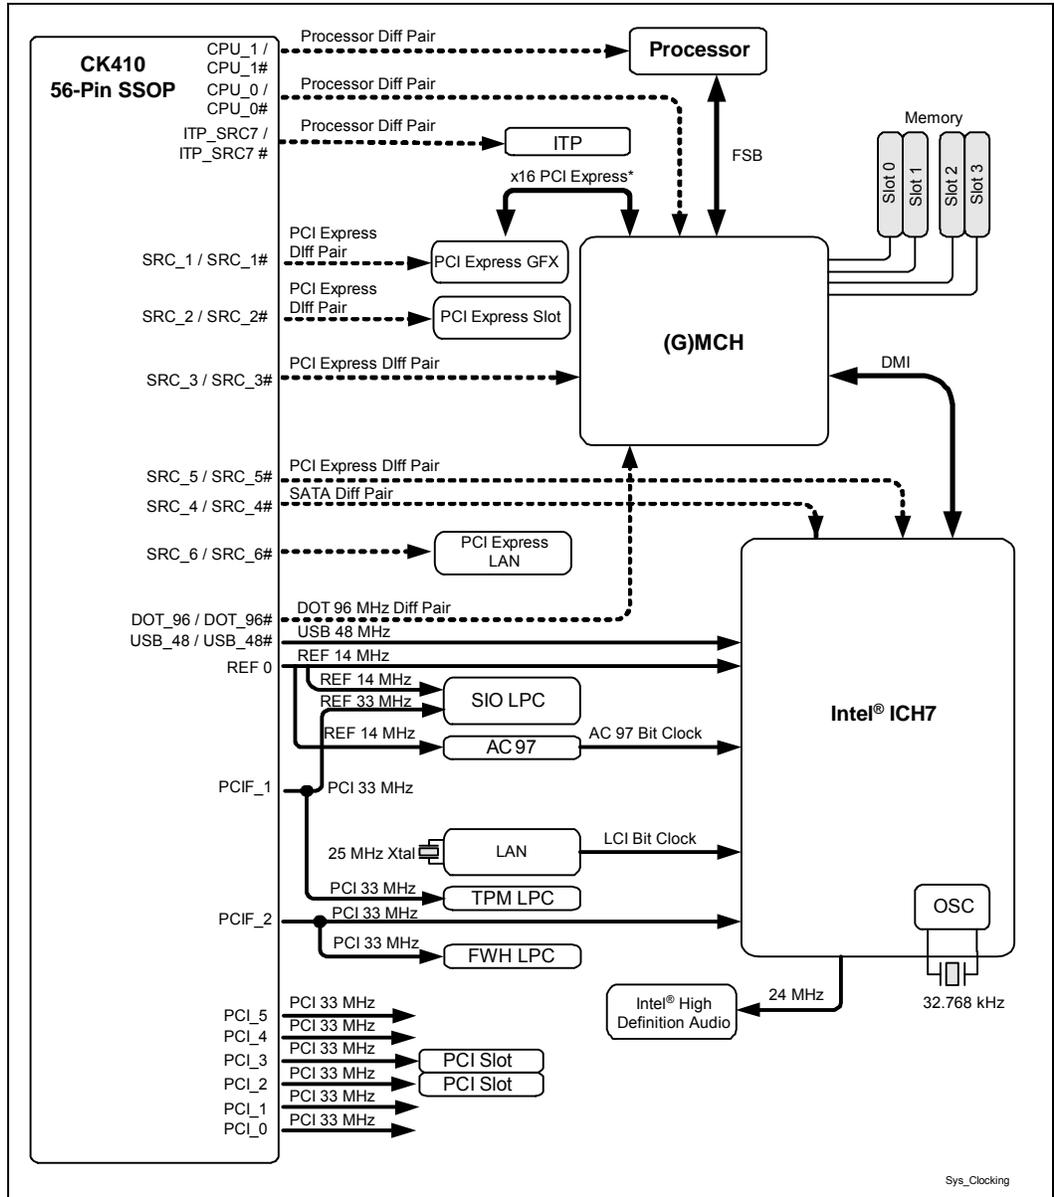 CK410
56-Pin SSOP
CPU_1 /
CPU_1#
CPU_0 /
CPU_0#
ITP_SRC7 /
ITP_SRC7 #
SRC_1 / SRC_1#
SRC_2 / SRC_2#
SRC_3 / SRC_3#
SRC_5 / SRC_5#
SRC_4 / SRC_4#
SRC_6 / SRC_6#
DOT_96 / DOT_96#
USB_48 / USB_48#
REF 0
PCIF_1
PCIF_2
PCI_5
PCI_4
PCI_3
PCI_2
PCI_1
PCI_0
Processor Diff Pair
Processor Diff Pair
Processor Diff Pair
Processor
ITP
FSB
Memory
Slot 0
Slot 1
Slot 2
Slot 3
x16 PCI Express*
PCI Express
DIff Pair
PCI Express GFX
PCI Express
DIff Pair
PCI Express Slot
(G)MCH
PCI Express DIff Pair
DMI
PCI Express DIff Pair
SATA Diff Pair
PCI Express
LAN
DOT 96 MHz Diff Pair
USB 48 MHz
REF 14 MHz
REF 14 MHz
REF 33 MHz
SIO LPC
Intel® ICH7
REF 14 MHz
AC 97
AC 97 Bit Clock
PCI 33 MHz
25 MHz Xtal
LAN
LCI Bit Clock
PCI 33 MHz
TPM LPC
PCI 33 MHz
PCI 33 MHz
FWH LPC
OSC
32.768 kHz
24 MHz
Intel® High
Definition Audio
PCI 33 MHz
PCI 33 MHz
PCI 33 MHz
PCI Slot
PCI 33 MHz
PCI Slot
PCI 33 MHz
PCI 33 MHz
Sys_Clocking